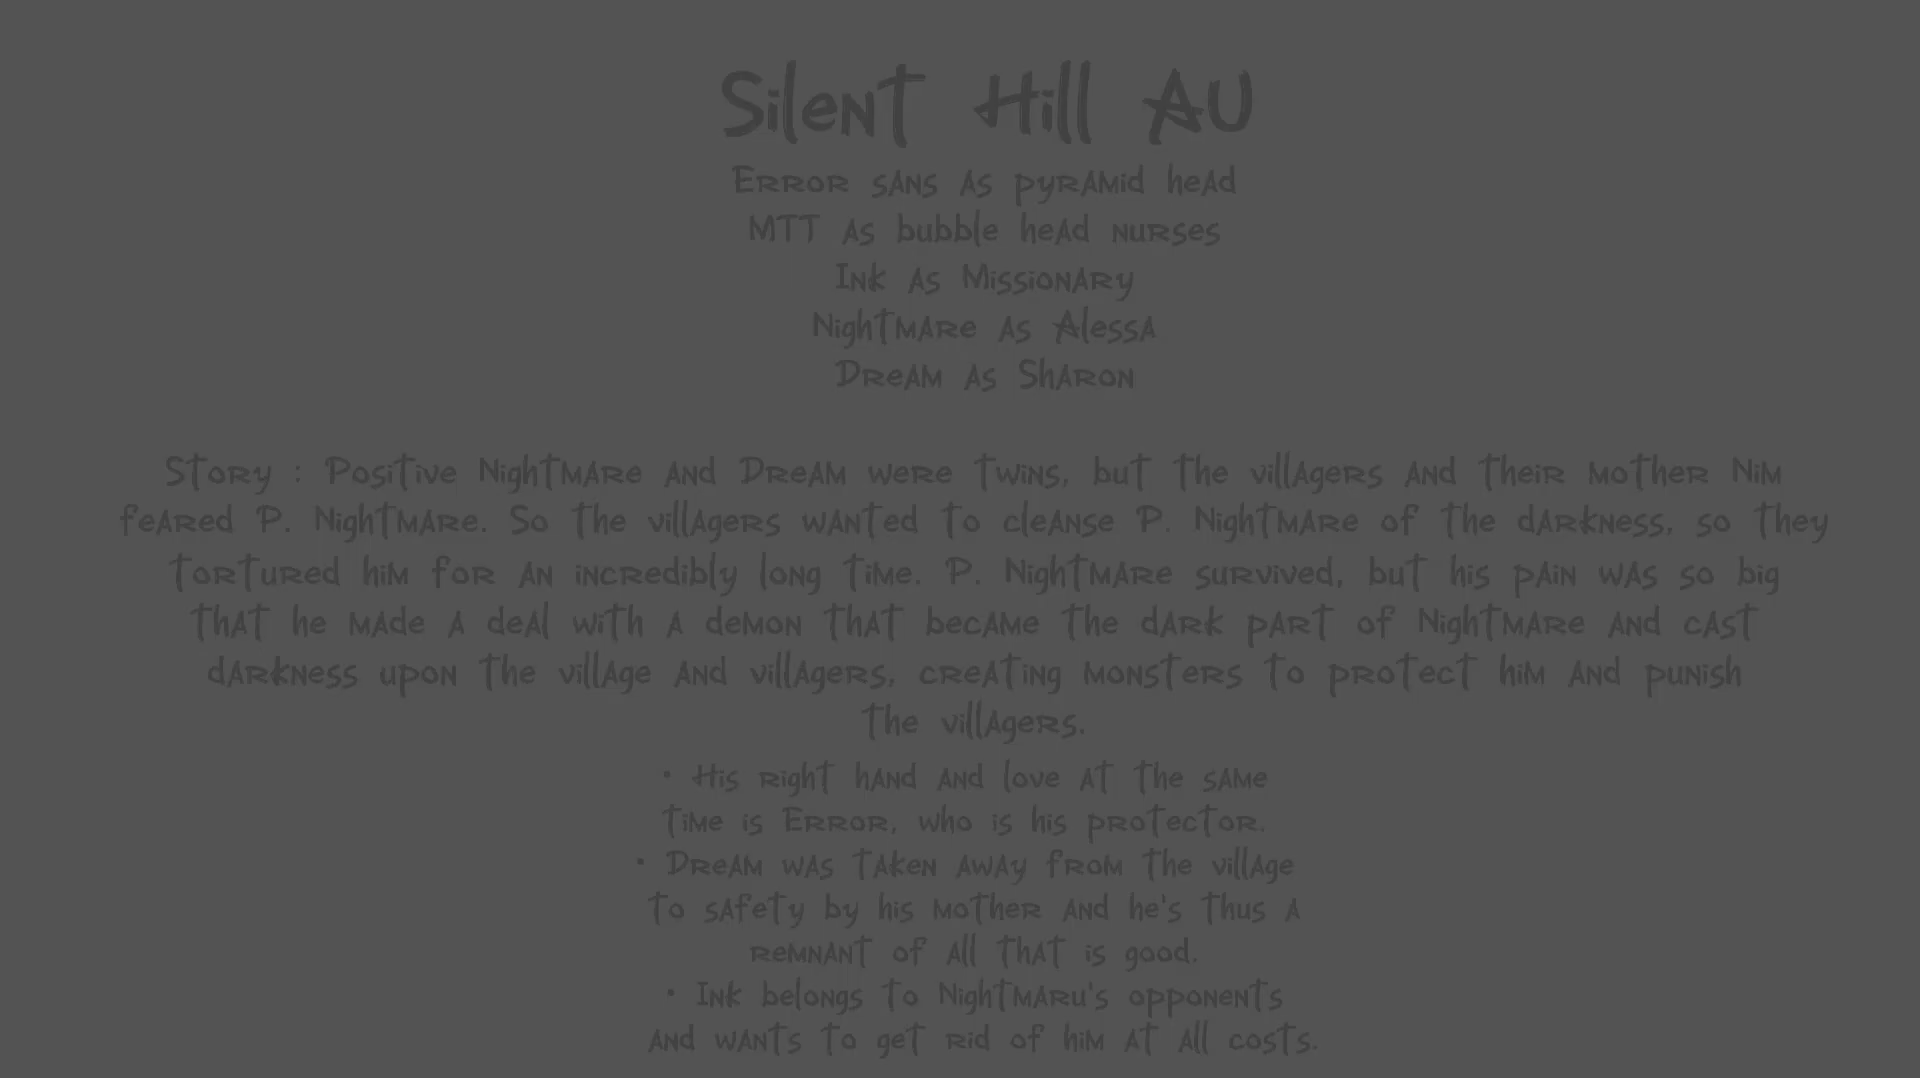 Silent Hill AU
Error sans as pyramid head
MTT as bubble head nurses
Ink as Missionary
Nightmare as Alessa
Dream as Sharon
Story : Positive Nightmare and Dream were twins, but the villagers and their mother Nim
feared P. Nightmare. So the villagers wanted to cleanse P. Nightmare of the darkness, so they
tortured him for an incredibly long time. P. Nightmare survived, but his pain was so big
that he made a deal with a demon that became the dark part of Nightmare and cast
darkness upon the village and villagers, creating monsters to protect him and punish
the villagers.
• His right hand and love at the same
time is Error, who is his protector.
• Dream was taken away from the village
to safety by his mother and he's thus a
remnant of all that is good.
• Ink belongs to Nightmaru's opponents
and wants to get rid of him at all costs.